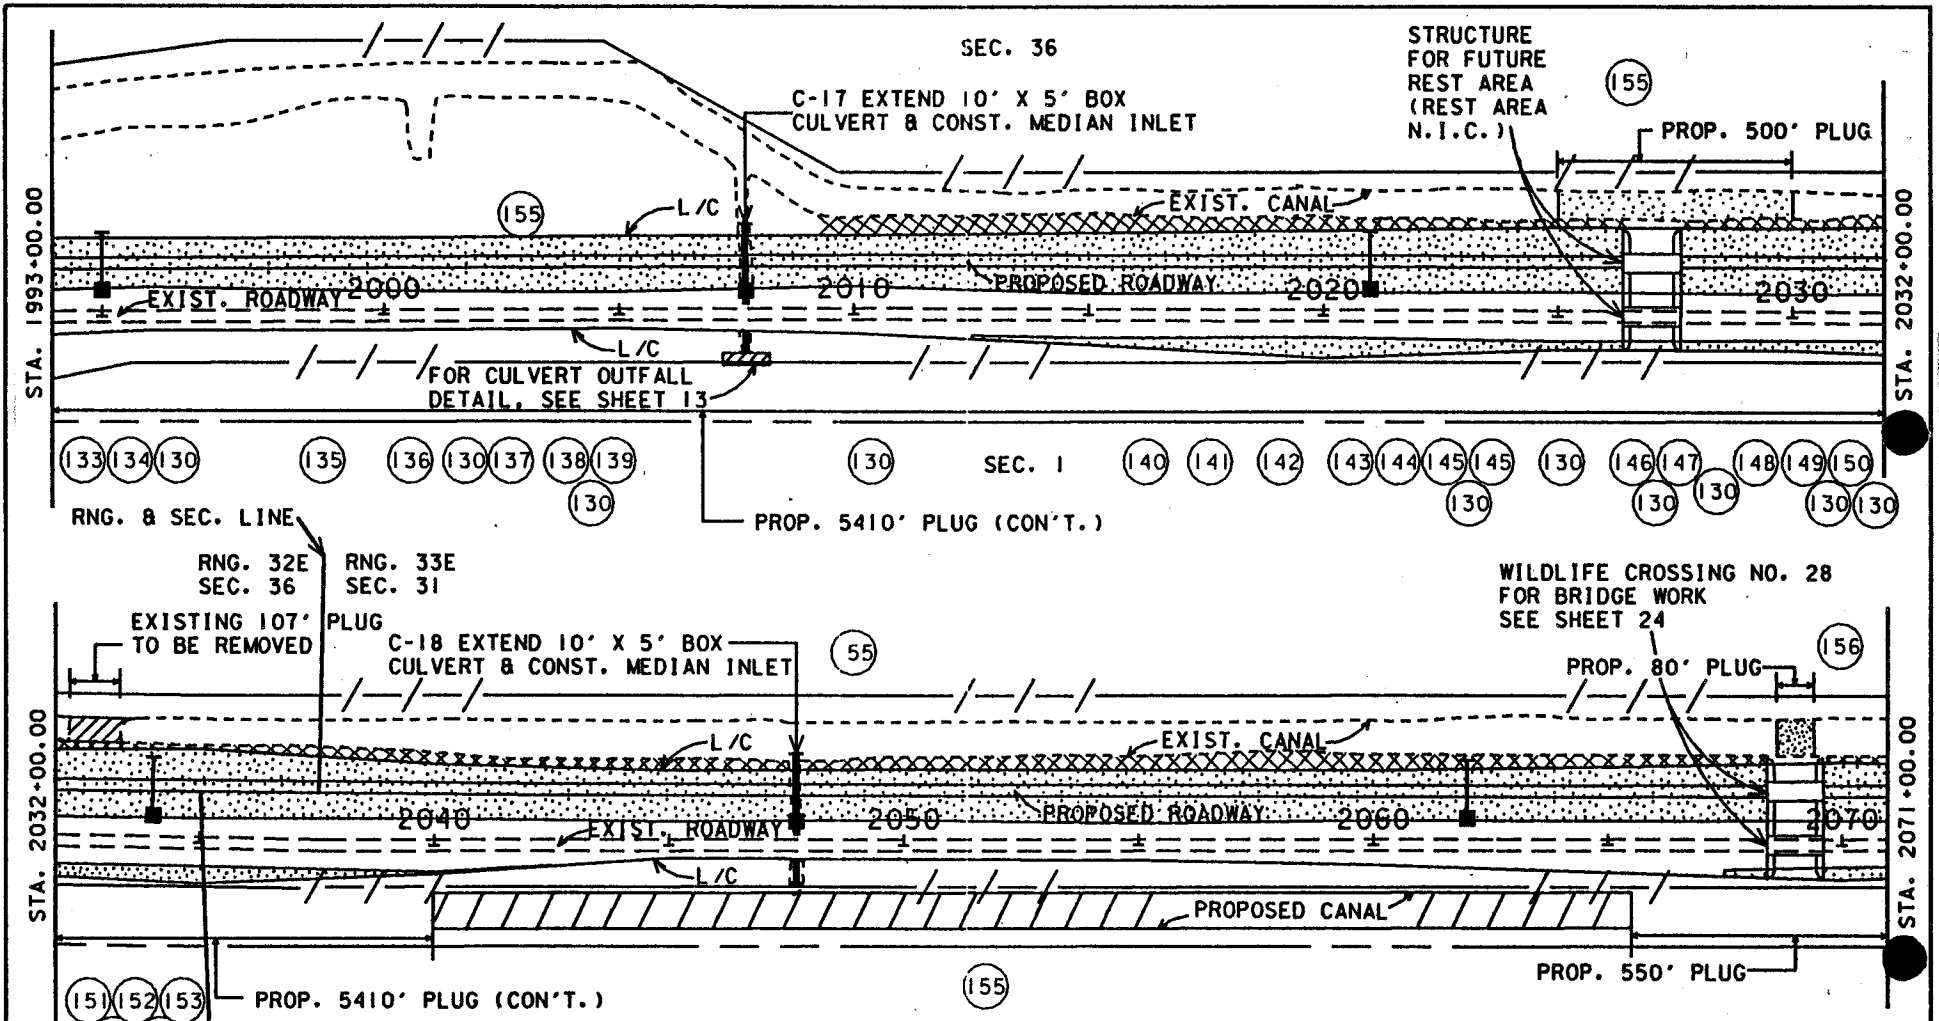 SEC. 36
STRUCTURE
FOR FUTURE
REST AREA
(REST AREA
N.I.C.)
155
C-17 EXTEND 10' X 5' BOX
CULVERT & CONST. MEDIAN INLET
PROP. 500' PLUG
STA. 1993+00.00
155
L/C
EXIST. CANAL
STA. 2032+00.00
EXIST. ROADWAY
2000
2010
PROPOSED ROADWAY
2020
2030
L/C
FOR CULVERT OUTFALL
DETAIL, SEE SHEET 13
133 134 130 135 136 130 137 138 139 130 SEC. 1 140 141 142 143 144 145 145 130 146 147 148 149 150
130 130 130 130 130 130
PROP. 5410' PLUG (CON'T.)
RNG. & SEC. LINE
RNG. 32E RNG. 33E
SEC. 36 SEC. 31
EXISTING 107' PLUG
TO BE REMOVED
C-18 EXTEND 10' X 5' BOX
CULVERT & CONST. MEDIAN INLET
55
WILDLIFE CROSSING NO. 28
FOR BRIDGE WORK
SEE SHEET 24
PROP. 80' PLUG
156
STA. 2032+00.00
L/C
EXIST. CANAL
STA. 2071+00.00
2040
EXIST. ROADWAY
2050
PROPOSED ROADWAY
2060
2070
L/C
PROPOSED CANAL
PROP. 550' PLUG
155
151 152 153
PROP. 5410' PLUG (CON'T.)